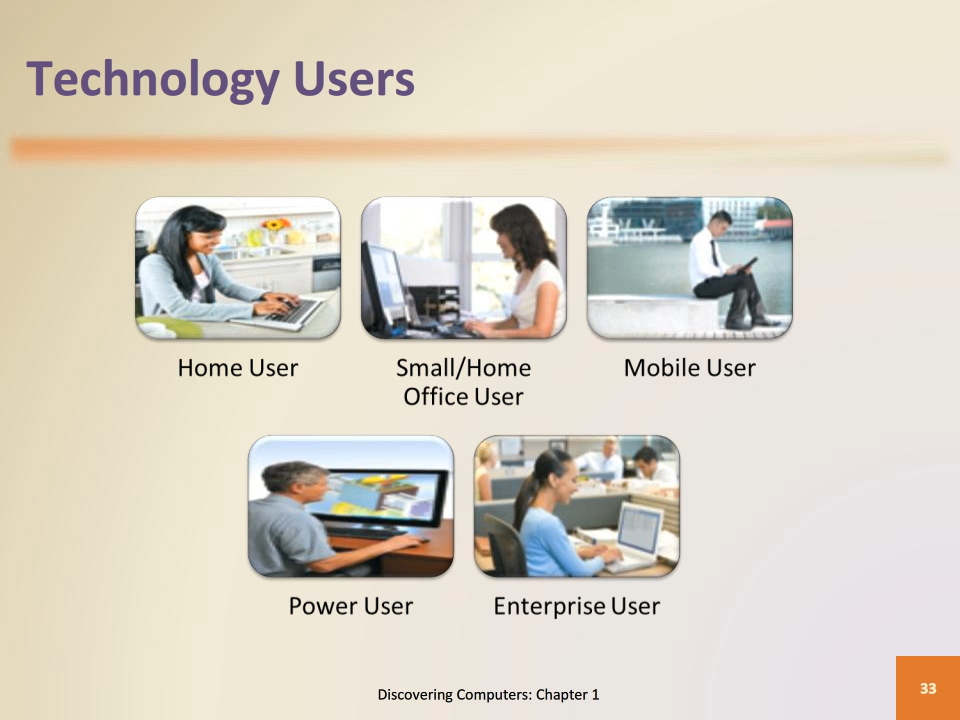 Technology Users
Home User
Small/Home
Office User
Mobile User
Power User
Enterprise User
Discovering Computers: Chapter 1
33